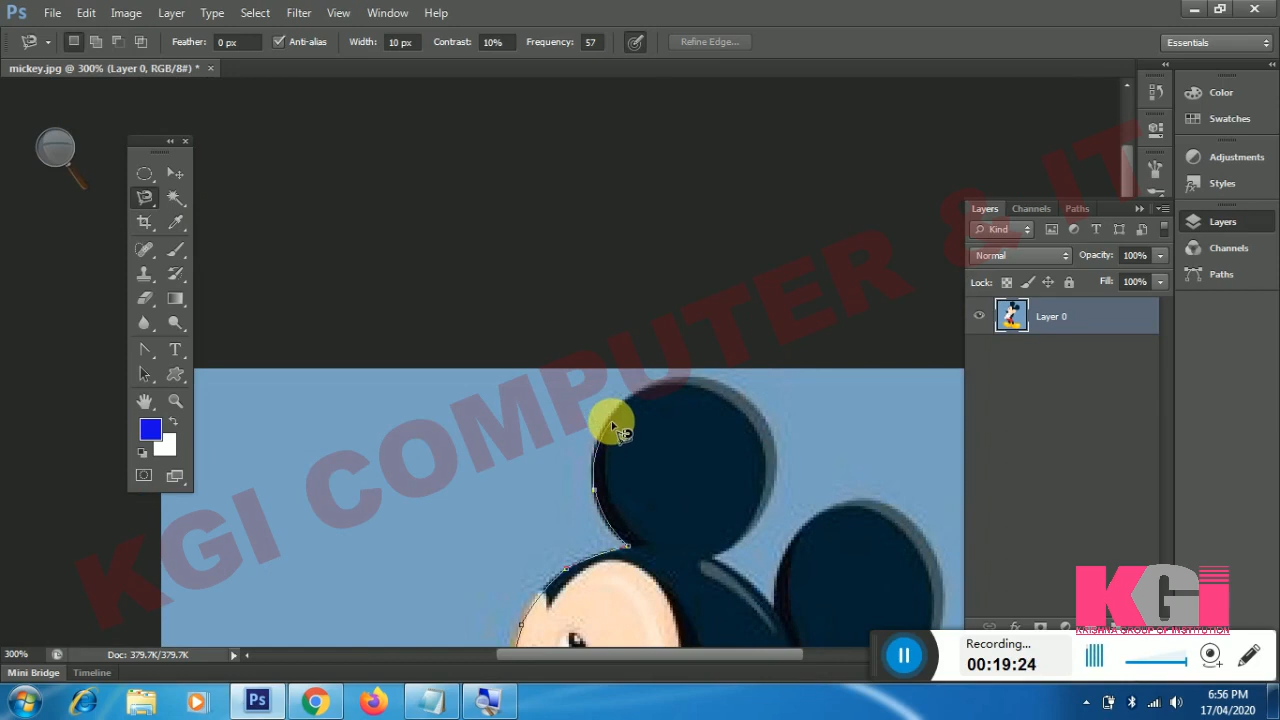 Ps File Edit Image Layer Type Select Filter View Window Help
Feather: 0 px Anti-alias Width: 10 px Contrast: 10% Frequency: 57 Refine Edge... Essentials
mickey.jpg @ 300% (Layer 0, RGB/8#) * ×
Color
Swatches
Adjustments
Styles
Layers
Channels
Paths
Layers Channels Paths
Kind
Normal Opacity: 100%
Lock: Fill: 100%
Layer 0
KGI COMPUTER & IT
KGI
KRISHNA GROUP OF INSTITUTION
300% Doc: 379.7K/379.7K
Mini Bridge Timeline
Recording...
00:19:24
Ps
6:56 PM
17/04/2020